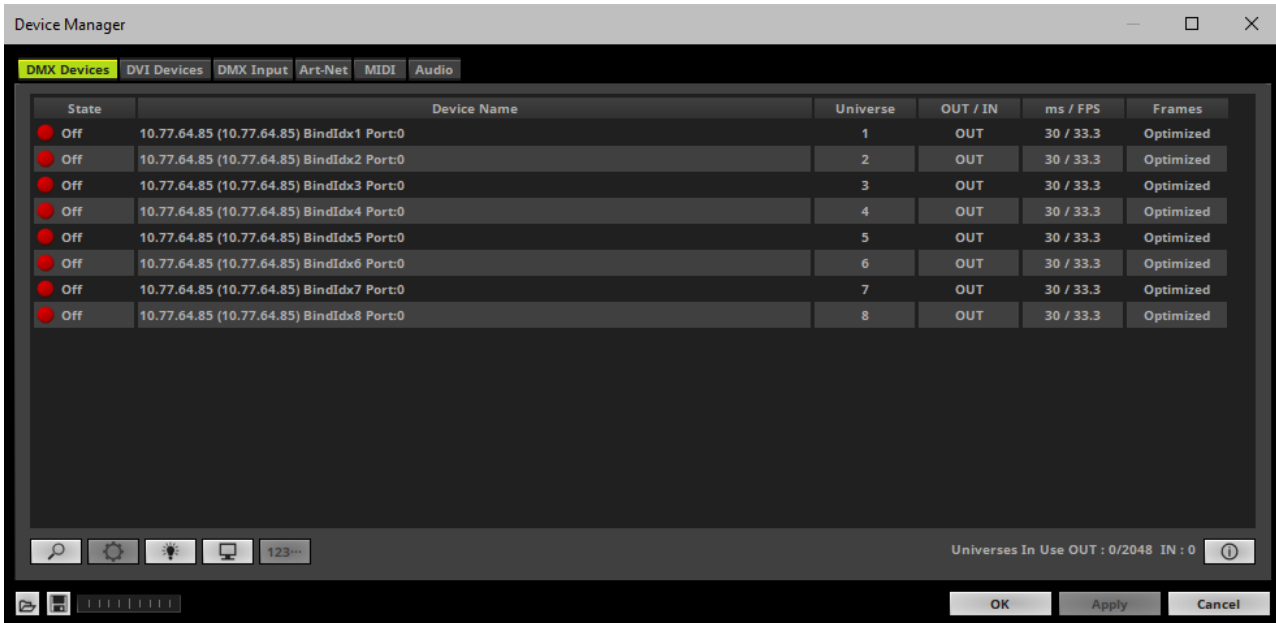 Device Manager
DMX Devices DVI Devices DMX Input Art-Net MIDI Audio
State Device Name Universe OUT / IN ms / FPS Frames
Off 10.77.64.85 (10.77.64.85) BindIdx1 Port:0 1 OUT 30 / 33.3 Optimized
Off 10.77.64.85 (10.77.64.85) BindIdx2 Port:0 2 OUT 30 / 33.3 Optimized
Off 10.77.64.85 (10.77.64.85) BindIdx3 Port:0 3 OUT 30 / 33.3 Optimized
Off 10.77.64.85 (10.77.64.85) BindIdx4 Port:0 4 OUT 30 / 33.3 Optimized
Off 10.77.64.85 (10.77.64.85) BindIdx5 Port:0 5 OUT 30 / 33.3 Optimized
Off 10.77.64.85 (10.77.64.85) BindIdx6 Port:0 6 OUT 30 / 33.3 Optimized
Off 10.77.64.85 (10.77.64.85) BindIdx7 Port:0 7 OUT 30 / 33.3 Optimized
Off 10.77.64.85 (10.77.64.85) BindIdx8 Port:0 8 OUT 30 / 33.3 Optimized
123··· Universes In Use OUT : 0/2048 IN : 0
OK Apply Cancel